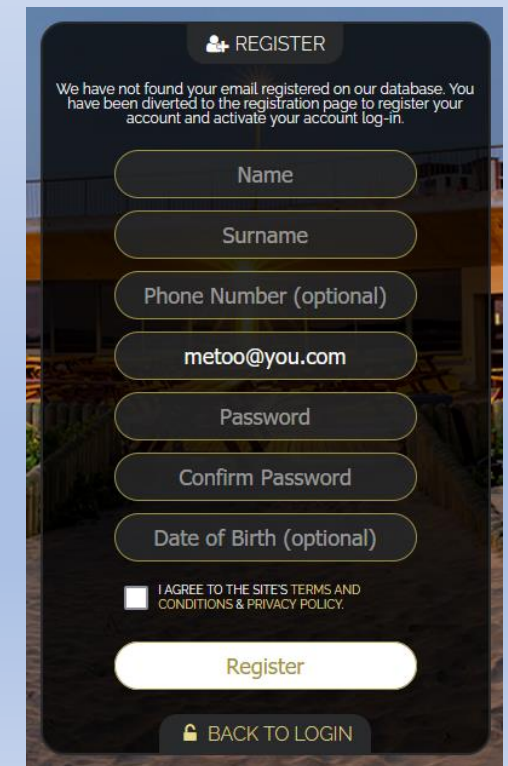 REGISTER
We have not found your email registered on our database. You
have been diverted to the registration page to register your
account and activate your account log-in.
Name
Surname
Phone Number (optional)
metoo@you.com
Password
Confirm Password
Date of Birth (optional)
I AGREE TO THE SITE'S TERMS AND
CONDITIONS & PRIVACY POLICY.
Register
BACK TO LOGIN